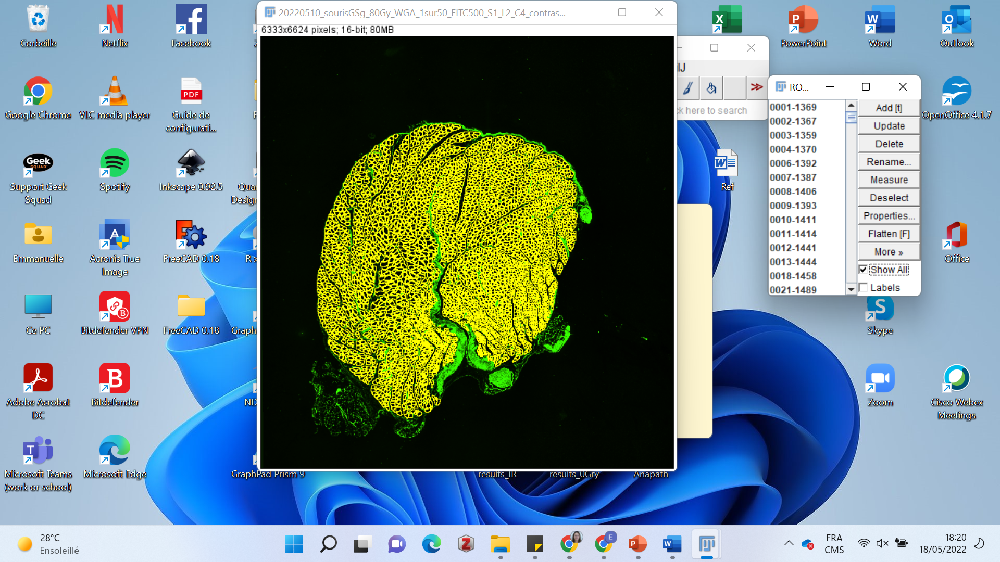 20220510_sourisGSg_80Gy_WGA_1sur50_FITC500_S1_L2_C4_contras...
6333x6624 pixels; 16-bit; 80MB
Corbeille
Netflix
Facebook
PowerPoint
Word
Outlook
IJ
RO...
ck here to search
Google Chrome
VLC media player
PDF
Guide de
configurati...
OpenOffice 4.1.7
0001-1369
0002-1367
0003-1359
0004-1370
0006-1392
0007-1387
0008-1406
0009-1393
0010-1411
0011-1414
0012-1441
0013-1444
0018-1458
0021-1489
Add [t]
Update
Delete
Rename...
Measure
Deselect
Properties...
Flatten [F]
More »
Show All
Labels
Geek
SQUAD
Support Geek
Squad
Spotify
Inkscape 0.92.5
Quan
Design
Ref
Emmanuelle
Acronis True
Image
FreeCAD 0.18
R x
Office
Ce PC
Bitdefender VPN
FreeCAD 0.18
Graph
Skype
Adobe Acrobat
DC
Bitdefender
ND
Zoom
Cisco Webex
Meetings
Microsoft Teams
(work or school)
Microsoft Edge
GraphPad Prism 9
results_IR
results_0Gry
Anapath
28°C
Ensoleillé
FRA
CMS
18:20
18/05/2022